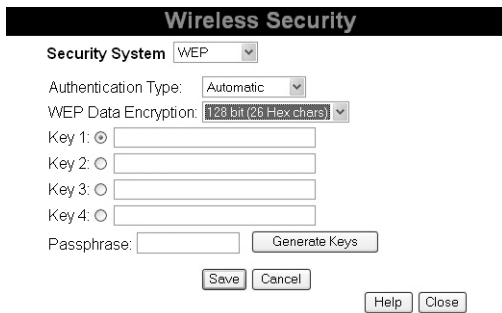 Wireless Security
Security System WEP
Authentication Type: Automatic
WEP Data Encryption: 128 bit (26 Hex chars)
Key 1:
Key 2:
Key 3:
Key 4:
Passphrase: Generate Keys
Save Cancel
Help Close